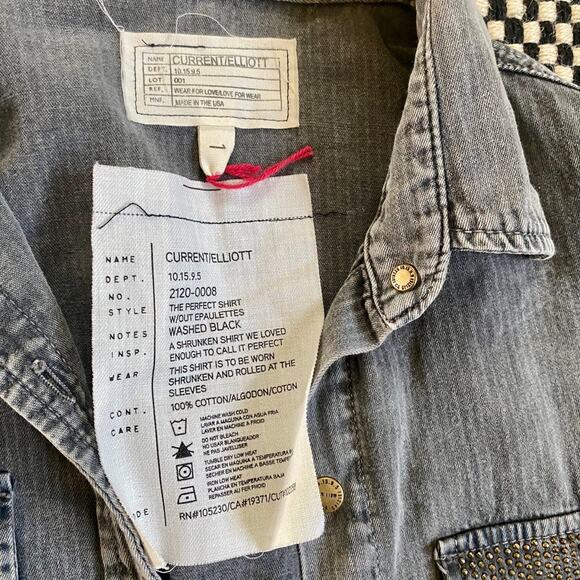 NAME CURRENT/ELLIOTT
DEPT. 10.15.9.5
LOT 001
REF. WEAR FOR LOVE/LOVE FOR WEAR
MNF. MADE IN THE USA
1
NAME CURRENT/ELLIOTT
DEPT. 10.15.9.5
NO. 2120-0008
STYLE THE PERFECT SHIRT
W/OUT EPAULETTES
NOTES WASHED BLACK
INSP. A SHRUNKEN SHIRT WE LOVED
ENOUGH TO CALL IT PERFECT
WEAR THIS SHIRT IS TO BE WORN
SHRUNKEN AND ROLLED AT THE
SLEEVES
CONT. 100% COTTON/ALGODON/COTON
CARE MACHINE WASH COLD
LAVAR A MAQUINA CON AGUA FRIA
LAVER EN MACHINE A FROID
DO NOT BLEACH
NO USAR BLANQUEADOR
NE PAS JAVELLISER
TUMBLE DRY LOW HEAT
SECAR EN MAQUINA A TEMPERATURA
SECHER EN MACHINE A BASSE
IRON LOW HEAT
PLANCHA EN TEMPERATURA BAJA
REPASSER AU FER FROID
ODE RN#105230/CA#19371/CUT#